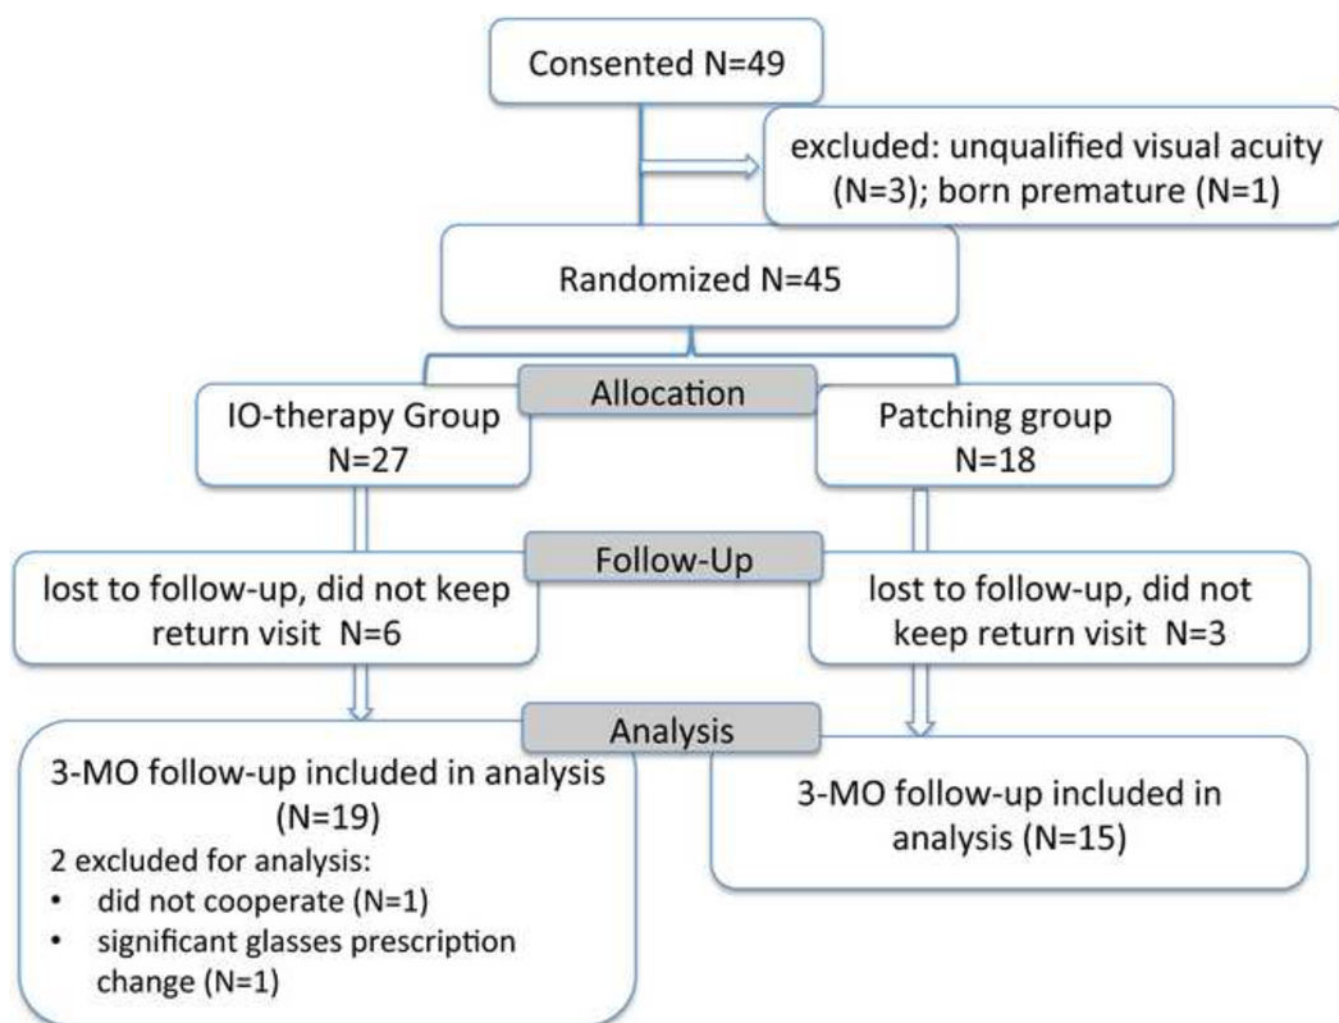 Consented N=49
excluded: unqualified visual acuity
(N=3); born premature (N=1)
Randomized N=45
Allocation
IO-therapy Group
N=27
Patching group
N=18
Follow-Up
lost to follow-up, did not keep
return visit N=6
lost to follow-up, did not
keep return visit N=3
Analysis
3-MO follow-up included in analysis
(N=19)
2 excluded for analysis:
• did not cooperate (N=1)
• significant glasses prescription
change (N=1)
3-MO follow-up included in
analysis (N=15)